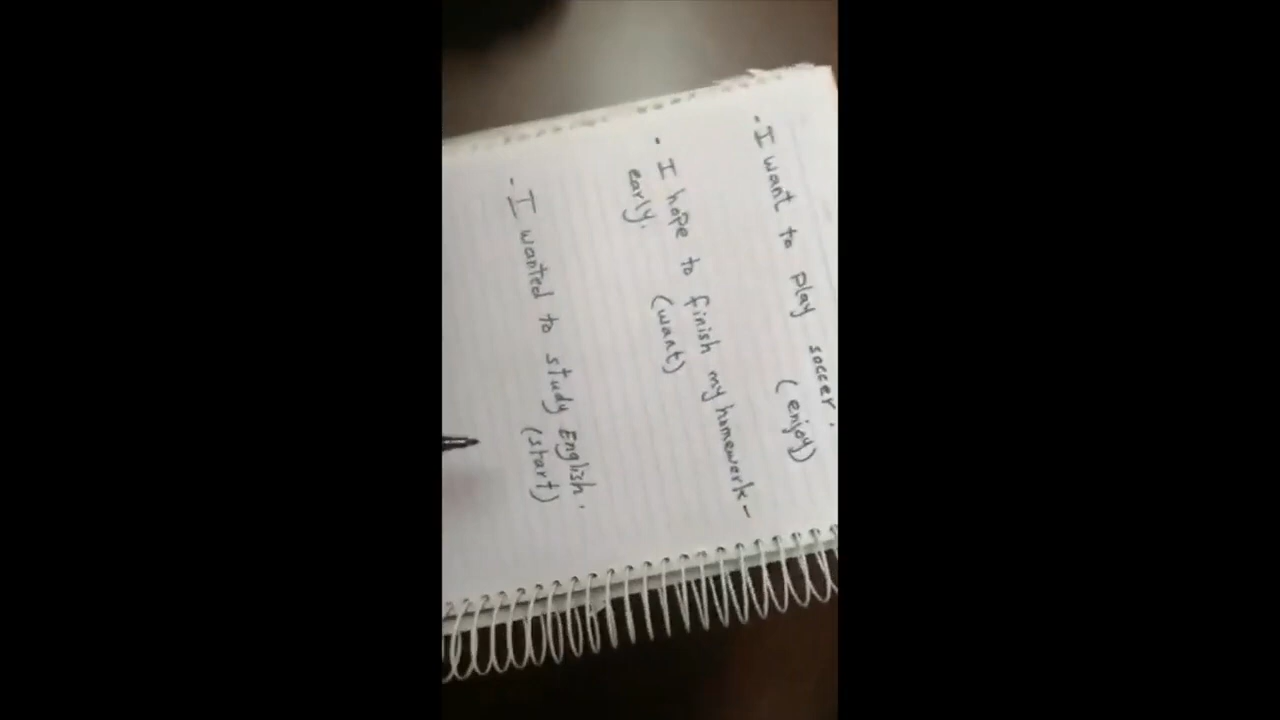 - I want to play soccer.
(enjoy)
- I hope to finish my homework-
early.
(want)
- I wanted to study English.
(start)